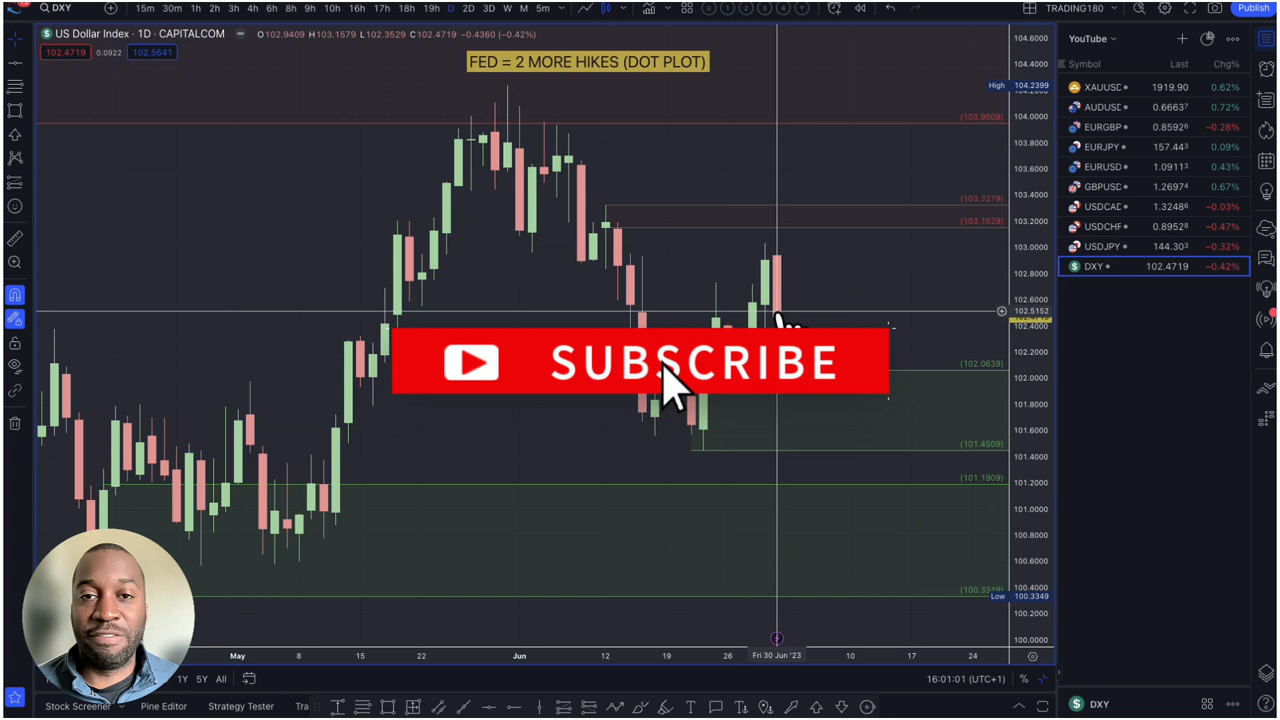 DXY 15m 30m 1h 2h 3h 4h 6h 8h 9h 10h 11h 12h 16h 17h 18h 19h D 2D 3D W M 5m TRADING180 Publish
US Dollar Index · 1D · CAPITALCOM O102.9409 H103.1579 L102.3529 C102.4719 −0.4360 (−0.42%)
102.4719 0.0922 102.5641
FED = 2 MORE HIKES (DOT PLOT)
YouTube
Symbol Last Chg%
XAUUSD 1919.90 0.62%
AUDUSD 0.66637 0.72%
EURGBP 0.85926 −0.28%
EURJPY 157.443 0.09%
EURUSD 1.09113 0.43%
GBPUSD 1.26974 0.67%
USDCAD 1.32486 −0.03%
USDCHF 0.89528 −0.47%
USDJPY 144.303 −0.32%
DXY 102.4719 −0.42%
104.6000
104.4000
High 104.2399
104.0000
(103.9509)
103.8000
103.6000
103.4000
(103.3279)
103.2000
(103.1529)
103.0000
102.8000
102.6000
102.5152
102.4000
102.2000
(102.0639)
102.0000
101.8000
101.6000
(101.4509)
101.4000
(101.1909)
101.2000
101.0000
100.8000
100.6000
100.4000
(100.3349)
Low 100.3349
100.2000
100.0000
SUBSCRIBE
May 8 15 22 Jun 12 19 26 Fri 30 Jun '23 10 17 24
1Y 5Y All 16:01:01 (UTC+1) %
Stock Screener Pine Editor Strategy Tester Tra
DXY